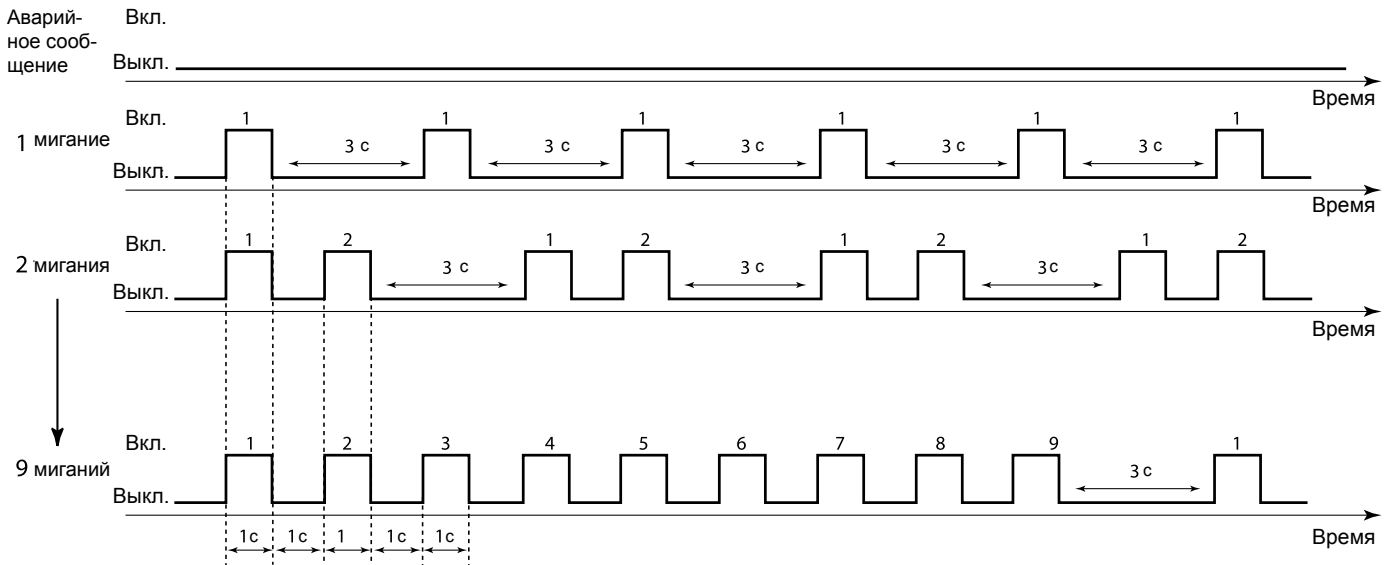 Аварий-
ное сооб-
щение
Вкл.
Выкл.
Время
1 мигание
Вкл.
Выкл.
1 1 1 1 1 1
3 с 3 с 3 с 3 с 3 с
Время
2 мигания
Вкл.
Выкл.
1 2 1 2 1 2 1 2
3 с 3 с 3с
Время
9 миганий
Вкл.
Выкл.
1 2 3 4 5 6 7 8 9 1
3 с
1с 1с 1 1с 1с
Время